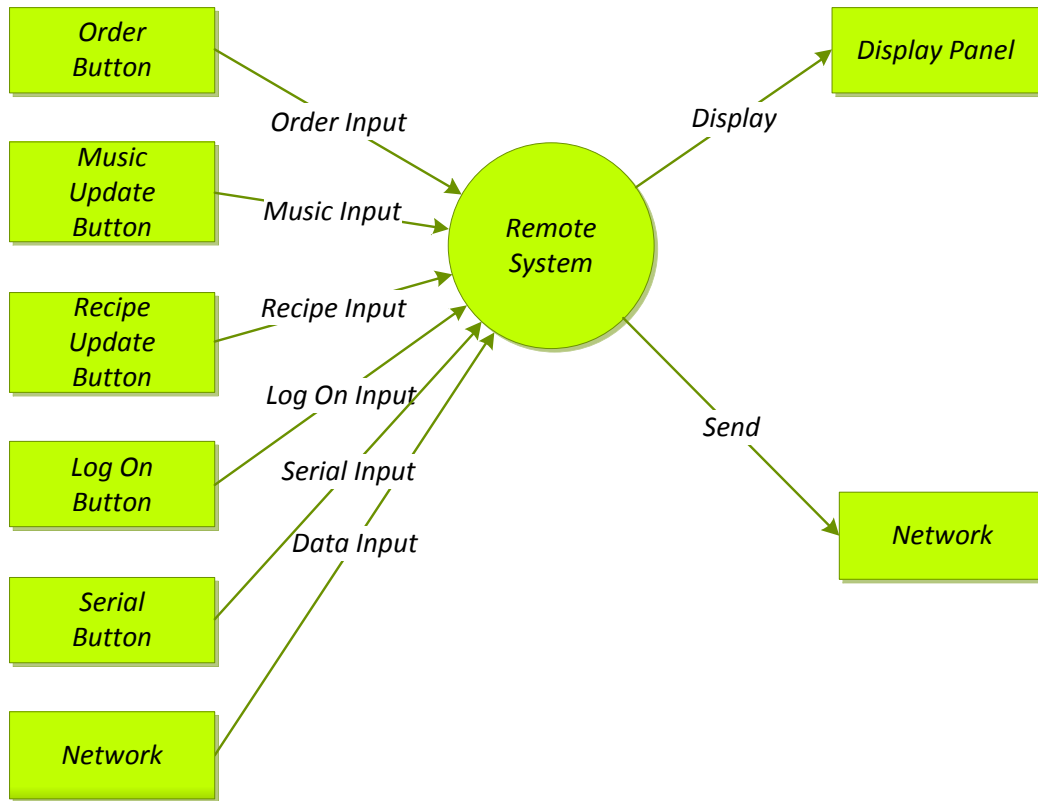 Order
Button
Music
Update
Button
Recipe
Update
Button
Log On
Button
Serial
Button
Network
Order Input
Music Input
Recipe Input
Log On Input
Serial Input
Data Input
Remote
System
Display
Send
Display Panel
Network